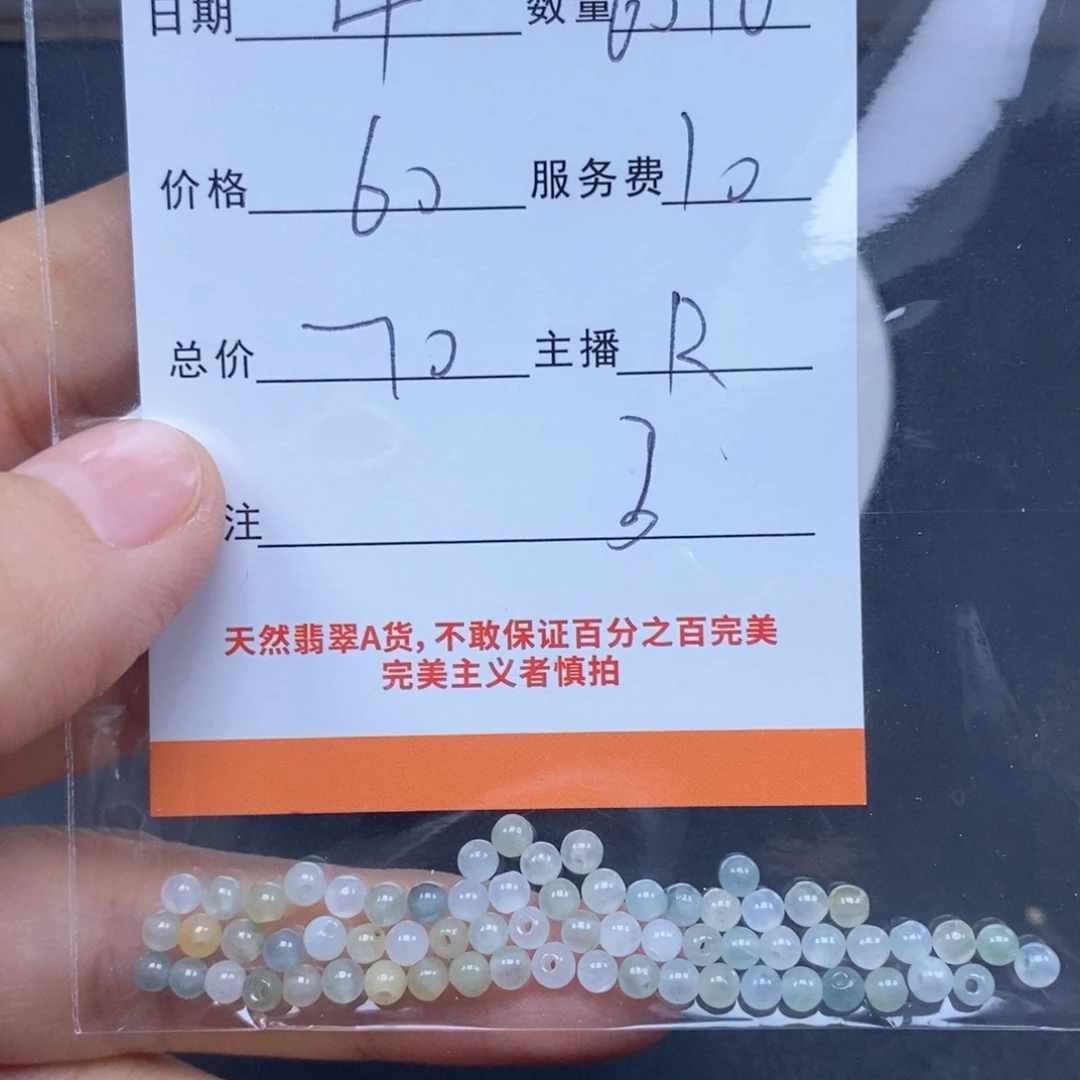 日期 数量
价格 60 服务费 10
总价 70 主播 R
注
天然翡翠A货,不敢保证百分之百完美
完美主义者慎拍